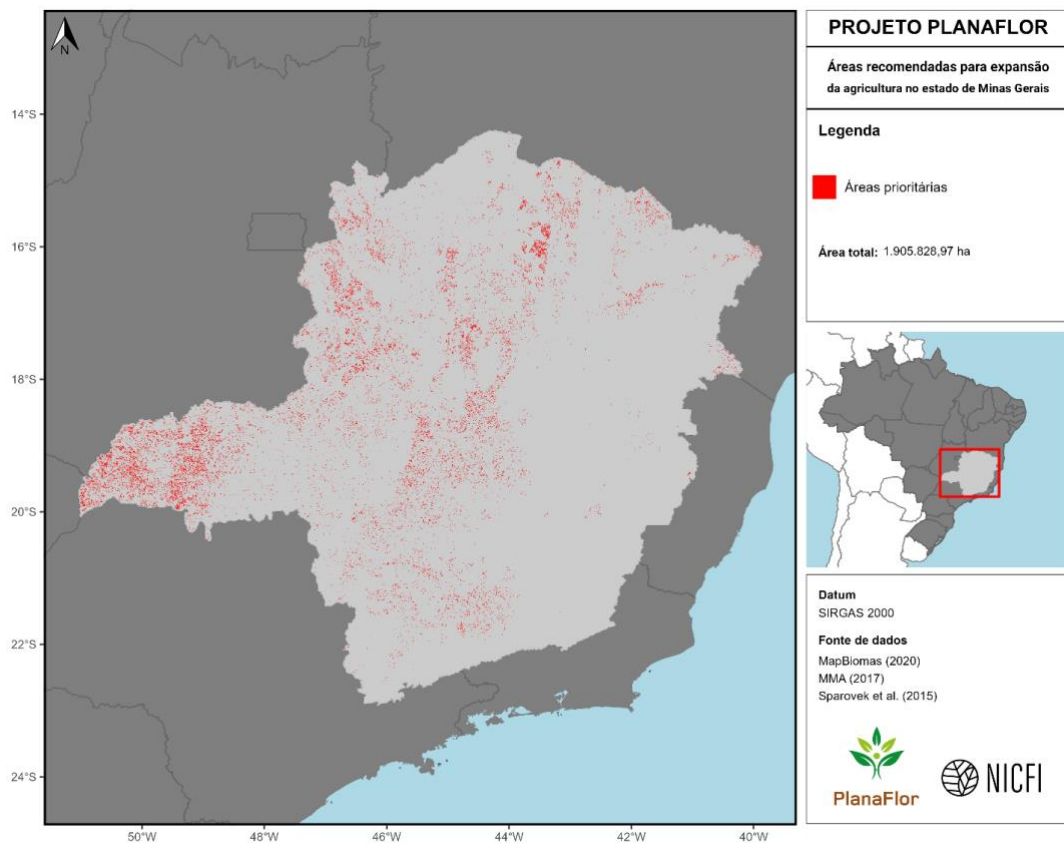 PROJETO PLANAFLOR
Áreas recomendadas para expansão
da agricultura no estado de Minas Gerais
Legenda
Áreas prioritárias
Área total: 1.905.828,97 ha
N
14°S
16°S
18°S
20°S
22°S
24°S
50°W
48°W
46°W
44°W
42°W
40°W
Datum
SIRGAS 2000
Fonte de dados
MapBiomas (2020)
MMA (2017)
Sparovek et al. (2015)
PlanaFlor
NICFI